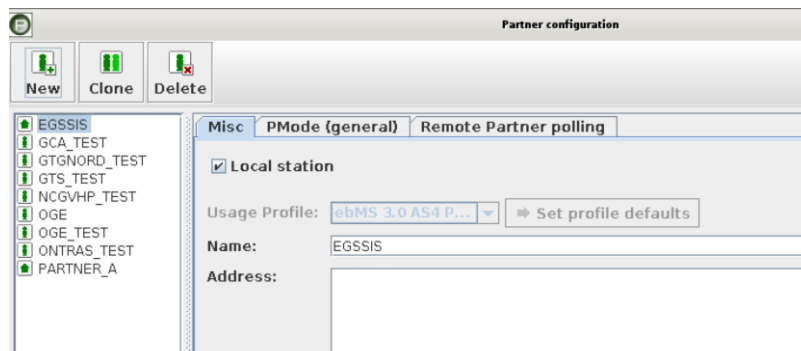 Partner configuration
New Clone Delete
EGSSIS
GCA_TEST
GTGNORD_TEST
GTS_TEST
NCGVHP_TEST
OGE
OGE_TEST
ONTRAS_TEST
PARTNER_A
Misc PMode (general) Remote Partner polling
Local station
Usage Profile: ebMS 3.0 AS4 P... Set profile defaults
Name: EGSSIS
Address: